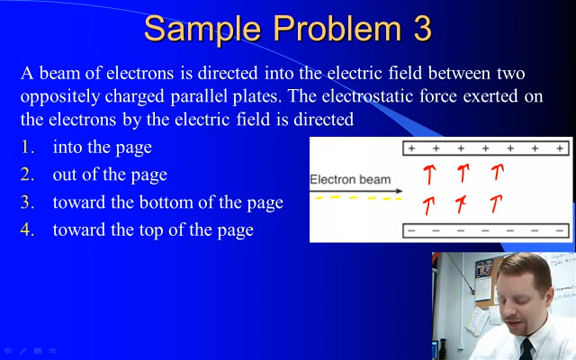 Sample Problem 3
A beam of electrons is directed into the electric field between two
oppositely charged parallel plates. The electrostatic force exerted on
the electrons by the electric field is directed
1. into the page
2. out of the page
3. toward the bottom of the page
4. toward the top of the page
+ + + + + + +
Electron beam
− − − − − − −